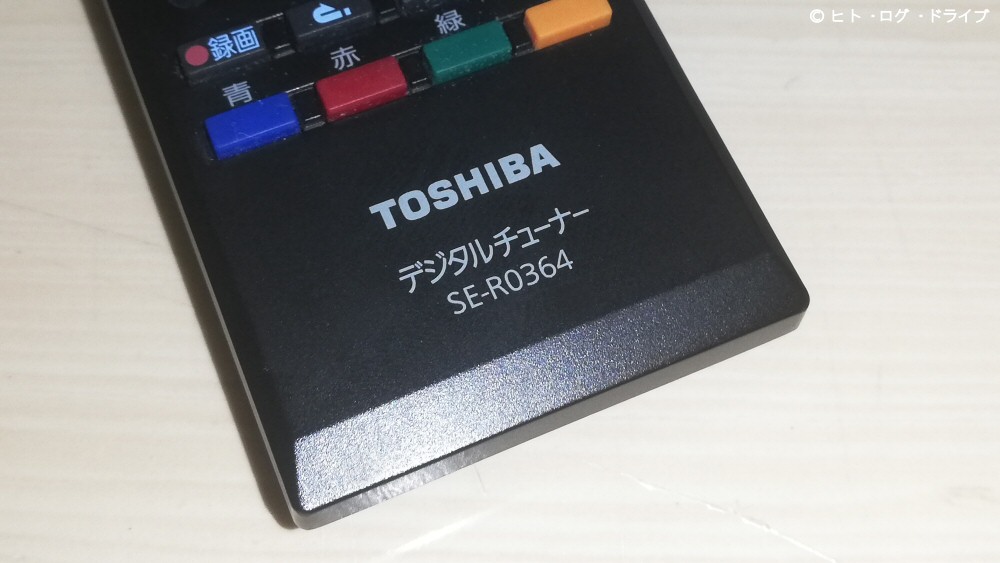 © ヒト・ログ・ドライブ
録画
青
赤
緑
TOSHIBA
デジタルチューナー
SE-R0364